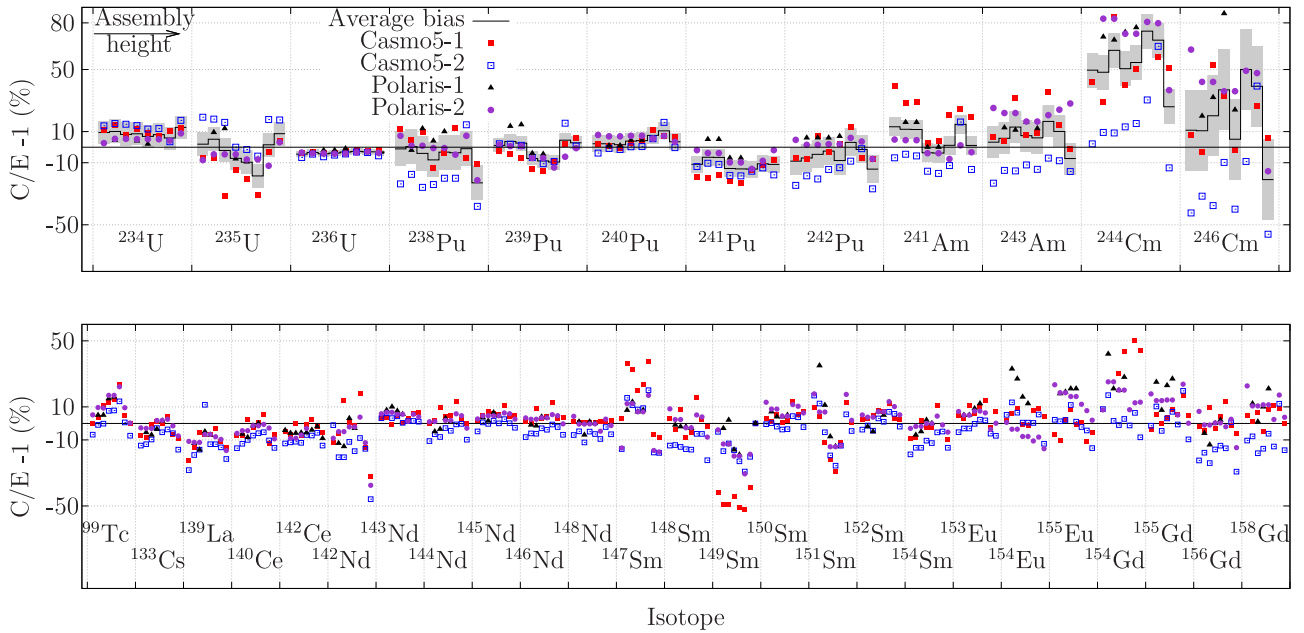 Assembly
height
Average bias
Casmo5-1
Casmo5-2
Polaris-1
Polaris-2
C/E -1 (%)
80
50
10
-10
-50
²³⁴U ²³⁵U ²³⁶U ²³⁸Pu ²³⁹Pu ²⁴⁰Pu ²⁴¹Pu ²⁴²Pu ²⁴¹Am ²⁴³Am ²⁴⁴Cm ²⁴⁶Cm
C/E -1 (%)
50
10
-10
-50
⁹⁹Tc ¹³⁹La ¹⁴²Ce ¹⁴³Nd ¹⁴⁵Nd ¹⁴⁸Nd ¹⁴⁸Sm ¹⁵⁰Sm ¹⁵²Sm ¹⁵³Eu ¹⁵⁵Eu ¹⁵⁵Gd ¹⁵⁸Gd
¹³³Cs ¹⁴⁰Ce ¹⁴²Nd ¹⁴⁴Nd ¹⁴⁶Nd ¹⁴⁷Sm ¹⁴⁹Sm ¹⁵¹Sm ¹⁵⁴Sm ¹⁵⁴Eu ¹⁵⁴Gd ¹⁵⁶Gd
Isotope